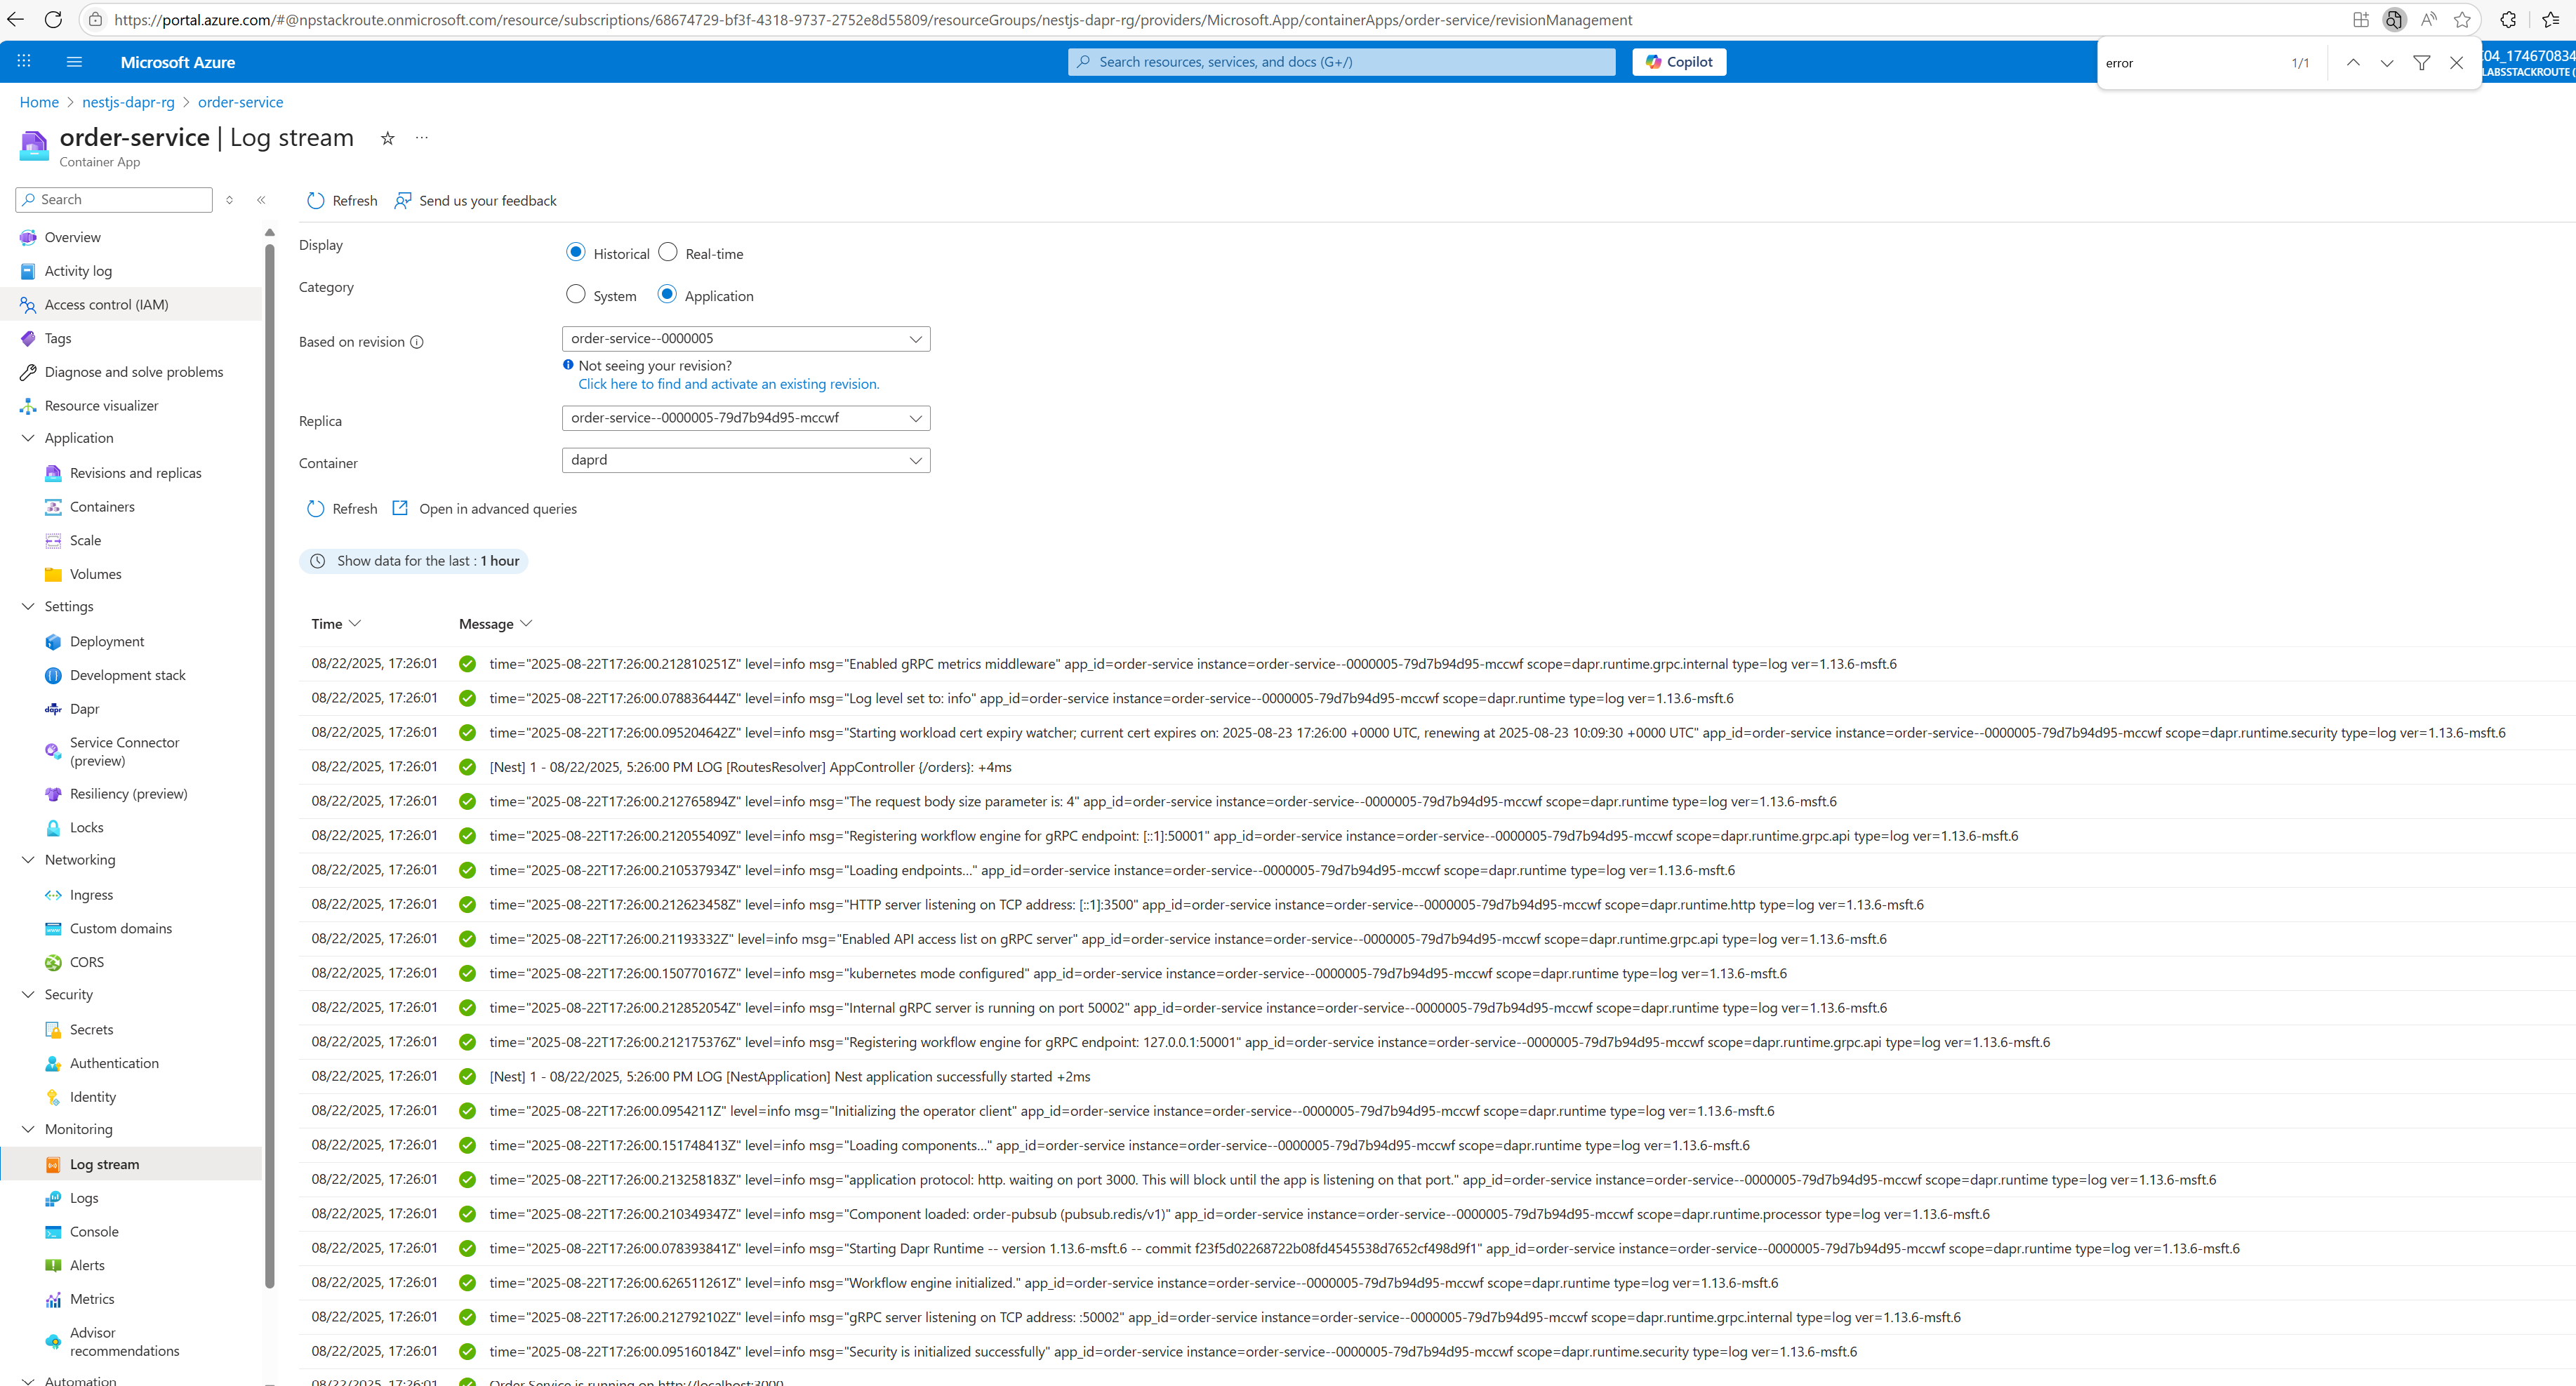 https://portal.azure.com/#@npstackroute.onmicrosoft.com/resource/subscriptions/68674729-bf3f-4318-9737-2752e8d55809/resourceGroups/nestjs-dapr-rg/providers/Microsoft.App/containerApps/order-service/revisionManagement
Microsoft Azure
Search resources, services, and docs (G+/)
Copilot
error
1/1
04_174670834
LABSSTACKROUTE (
Home > nestjs-dapr-rg > order-service
order-service | Log stream
Container App
Search
Refresh
Send us your feedback
Overview
Activity log
Access control (IAM)
Tags
Diagnose and solve problems
Resource visualizer
Application
Revisions and replicas
Containers
Scale
Volumes
Settings
Deployment
Development stack
dapr Dapr
Service Connector
(preview)
Resiliency (preview)
Locks
Networking
Ingress
Custom domains
CORS
Security
Secrets
Authentication
Identity
Monitoring
Log stream
Logs
Console
Alerts
Metrics
Advisor
recommendations
Automation
Display
Historical
Real-time
Category
System
Application
Based on revision
order-service--0000005
Not seeing your revision?
Click here to find and activate an existing revision.
Replica
order-service--0000005-79d7b94d95-mccwf
Container
daprd
Refresh
Open in advanced queries
Show data for the last : 1 hour
Time
Message
08/22/2025, 17:26:01 time="2025-08-22T17:26:00.212810251Z" level=info msg="Enabled gRPC metrics middleware" app_id=order-service instance=order-service--0000005-79d7b94d95-mccwf scope=dapr.runtime.grpc.internal type=log ver=1.13.6-msft.6
08/22/2025, 17:26:01 time="2025-08-22T17:26:00.078836444Z" level=info msg="Log level set to: info" app_id=order-service instance=order-service--0000005-79d7b94d95-mccwf scope=dapr.runtime type=log ver=1.13.6-msft.6
08/22/2025, 17:26:01 time="2025-08-22T17:26:00.095204642Z" level=info msg="Starting workload cert expiry watcher; current cert expires on: 2025-08-23 17:26:00 +0000 UTC, renewing at 2025-08-23 10:09:30 +0000 UTC" app_id=order-service instance=order-service--0000005-79d7b94d95-mccwf scope=dapr.runtime.security type=log ver=1.13.6-msft.6
08/22/2025, 17:26:01 [Nest] 1 - 08/22/2025, 5:26:00 PM LOG [RoutesResolver] AppController {/orders}: +4ms
08/22/2025, 17:26:01 time="2025-08-22T17:26:00.212765894Z" level=info msg="The request body size parameter is: 4" app_id=order-service instance=order-service--0000005-79d7b94d95-mccwf scope=dapr.runtime type=log ver=1.13.6-msft.6
08/22/2025, 17:26:01 time="2025-08-22T17:26:00.212055409Z" level=info msg="Registering workflow engine for gRPC endpoint: [::1]:50001" app_id=order-service instance=order-service--0000005-79d7b94d95-mccwf scope=dapr.runtime.grpc.api type=log ver=1.13.6-msft.6
08/22/2025, 17:26:01 time="2025-08-22T17:26:00.210537934Z" level=info msg="Loading endpoints..." app_id=order-service instance=order-service--0000005-79d7b94d95-mccwf scope=dapr.runtime type=log ver=1.13.6-msft.6
08/22/2025, 17:26:01 time="2025-08-22T17:26:00.212623458Z" level=info msg="HTTP server listening on TCP address: [::1]:3500" app_id=order-service instance=order-service--0000005-79d7b94d95-mccwf scope=dapr.runtime.http type=log ver=1.13.6-msft.6
08/22/2025, 17:26:01 time="2025-08-22T17:26:00.21193332Z" level=info msg="Enabled API access list on gRPC server" app_id=order-service instance=order-service--0000005-79d7b94d95-mccwf scope=dapr.runtime.grpc.api type=log ver=1.13.6-msft.6
08/22/2025, 17:26:01 time="2025-08-22T17:26:00.150770167Z" level=info msg="kubernetes mode configured" app_id=order-service instance=order-service--0000005-79d7b94d95-mccwf scope=dapr.runtime type=log ver=1.13.6-msft.6
08/22/2025, 17:26:01 time="2025-08-22T17:26:00.212852054Z" level=info msg="Internal gRPC server is running on port 50002" app_id=order-service instance=order-service--0000005-79d7b94d95-mccwf scope=dapr.runtime type=log ver=1.13.6-msft.6
08/22/2025, 17:26:01 time="2025-08-22T17:26:00.212175376Z" level=info msg="Registering workflow engine for gRPC endpoint: 127.0.0.1:50001" app_id=order-service instance=order-service--0000005-79d7b94d95-mccwf scope=dapr.runtime.grpc.api type=log ver=1.13.6-msft.6
08/22/2025, 17:26:01 [Nest] 1 - 08/22/2025, 5:26:00 PM LOG [NestApplication] Nest application successfully started +2ms
08/22/2025, 17:26:01 time="2025-08-22T17:26:00.0954211Z" level=info msg="Initializing the operator client" app_id=order-service instance=order-service--0000005-79d7b94d95-mccwf scope=dapr.runtime type=log ver=1.13.6-msft.6
08/22/2025, 17:26:01 time="2025-08-22T17:26:00.151748413Z" level=info msg="Loading components..." app_id=order-service instance=order-service--0000005-79d7b94d95-mccwf scope=dapr.runtime type=log ver=1.13.6-msft.6
08/22/2025, 17:26:01 time="2025-08-22T17:26:00.213258183Z" level=info msg="application protocol: http. waiting on port 3000. This will block until the app is listening on that port." app_id=order-service instance=order-service--0000005-79d7b94d95-mccwf scope=dapr.runtime type=log ver=1.13.6-msft.6
08/22/2025, 17:26:01 time="2025-08-22T17:26:00.210349347Z" level=info msg="Component loaded: order-pubsub (pubsub.redis/v1)" app_id=order-service instance=order-service--0000005-79d7b94d95-mccwf scope=dapr.runtime.processor type=log ver=1.13.6-msft.6
08/22/2025, 17:26:01 time="2025-08-22T17:26:00.078393841Z" level=info msg="Starting Dapr Runtime -- version 1.13.6-msft.6 -- commit f23f5d02268722b08fd4545538d7652cf498d9f1" app_id=order-service instance=order-service--0000005-79d7b94d95-mccwf scope=dapr.runtime type=log ver=1.13.6-msft.6
08/22/2025, 17:26:01 time="2025-08-22T17:26:00.626511261Z" level=info msg="Workflow engine initialized." app_id=order-service instance=order-service--0000005-79d7b94d95-mccwf scope=dapr.runtime type=log ver=1.13.6-msft.6
08/22/2025, 17:26:01 time="2025-08-22T17:26:00.212792102Z" level=info msg="gRPC server listening on TCP address: :50002" app_id=order-service instance=order-service--0000005-79d7b94d95-mccwf scope=dapr.runtime.grpc.internal type=log ver=1.13.6-msft.6
08/22/2025, 17:26:01 time="2025-08-22T17:26:00.095160184Z" level=info msg="Security is initialized successfully" app_id=order-service instance=order-service--0000005-79d7b94d95-mccwf scope=dapr.runtime.security type=log ver=1.13.6-msft.6
08/22/2025, 17:26:01 Order Service is running on http://localhost:3000